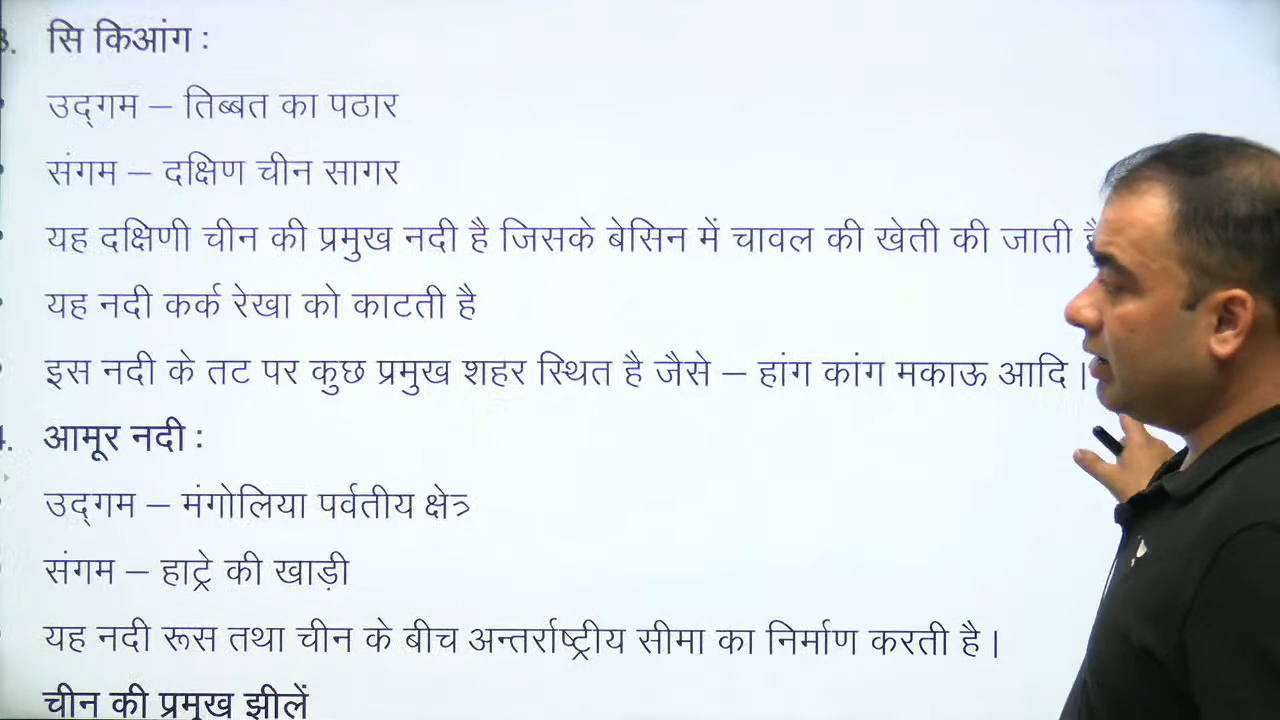 3. सि किआंग :
उद्गम – तिब्बत का पठार
संगम – दक्षिण चीन सागर
यह दक्षिणी चीन की प्रमुख नदी है जिसके बेसिन में चावल की खेती की जाती है
यह नदी कर्क रेखा को काटती है
इस नदी के तट पर कुछ प्रमुख शहर स्थित है जैसे – हांग कांग मकाऊ आदि |
4. आमूर नदी :
उद्गम – मंगोलिया पर्वतीय क्षेत्र
संगम – हाट्रे की खाड़ी
यह नदी रूस तथा चीन के बीच अन्तर्राष्ट्रीय सीमा का निर्माण करती है |
चीन की प्रमुख झीलें